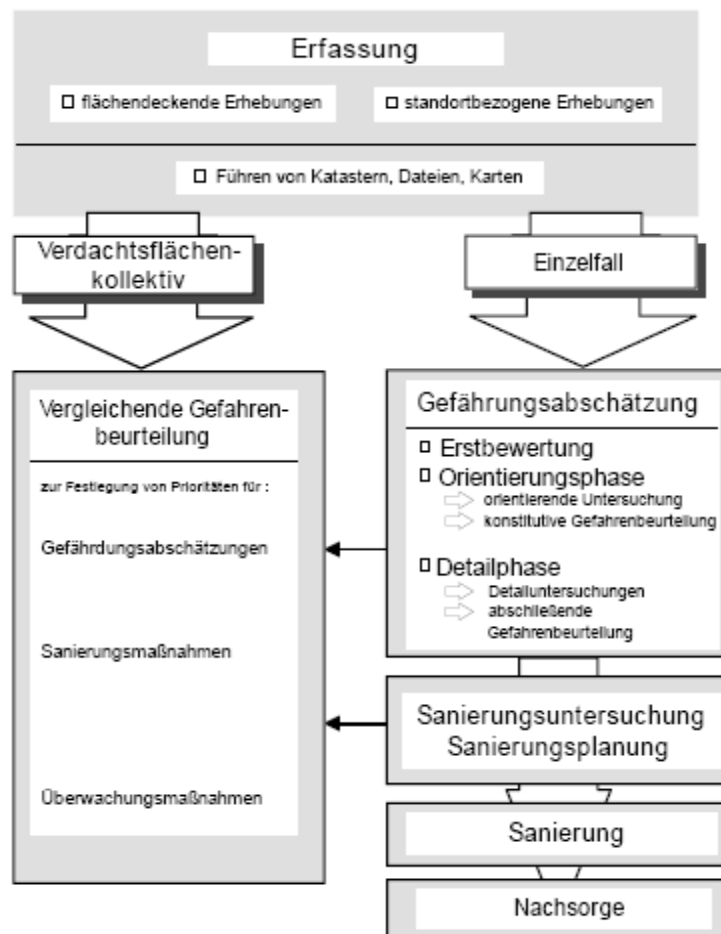 Erfassung
flächendeckende Erhebungen
standortbezogene Erhebungen
Führen von Katastern, Dateien, Karten
Verdachtsflächen-
kollektiv
Einzelfall
Vergleichende Gefahren-
beurteilung
zur Festlegung von Prioritäten für :
Gefährdungsabschätzungen
Sanierungsmaßnahmen
Überwachungsmaßnahmen
Gefährungsabschätzung
Erstbewertung
Orientierungsphase
orientierende Untersuchung
konstitutive Gefahrenbeurteilung
Detailphase
Detailuntersuchungen
abschließende
Gefahrenbeurteilung
Sanierungsuntersuchung
Sanierungsplanung
Sanierung
Nachsorge